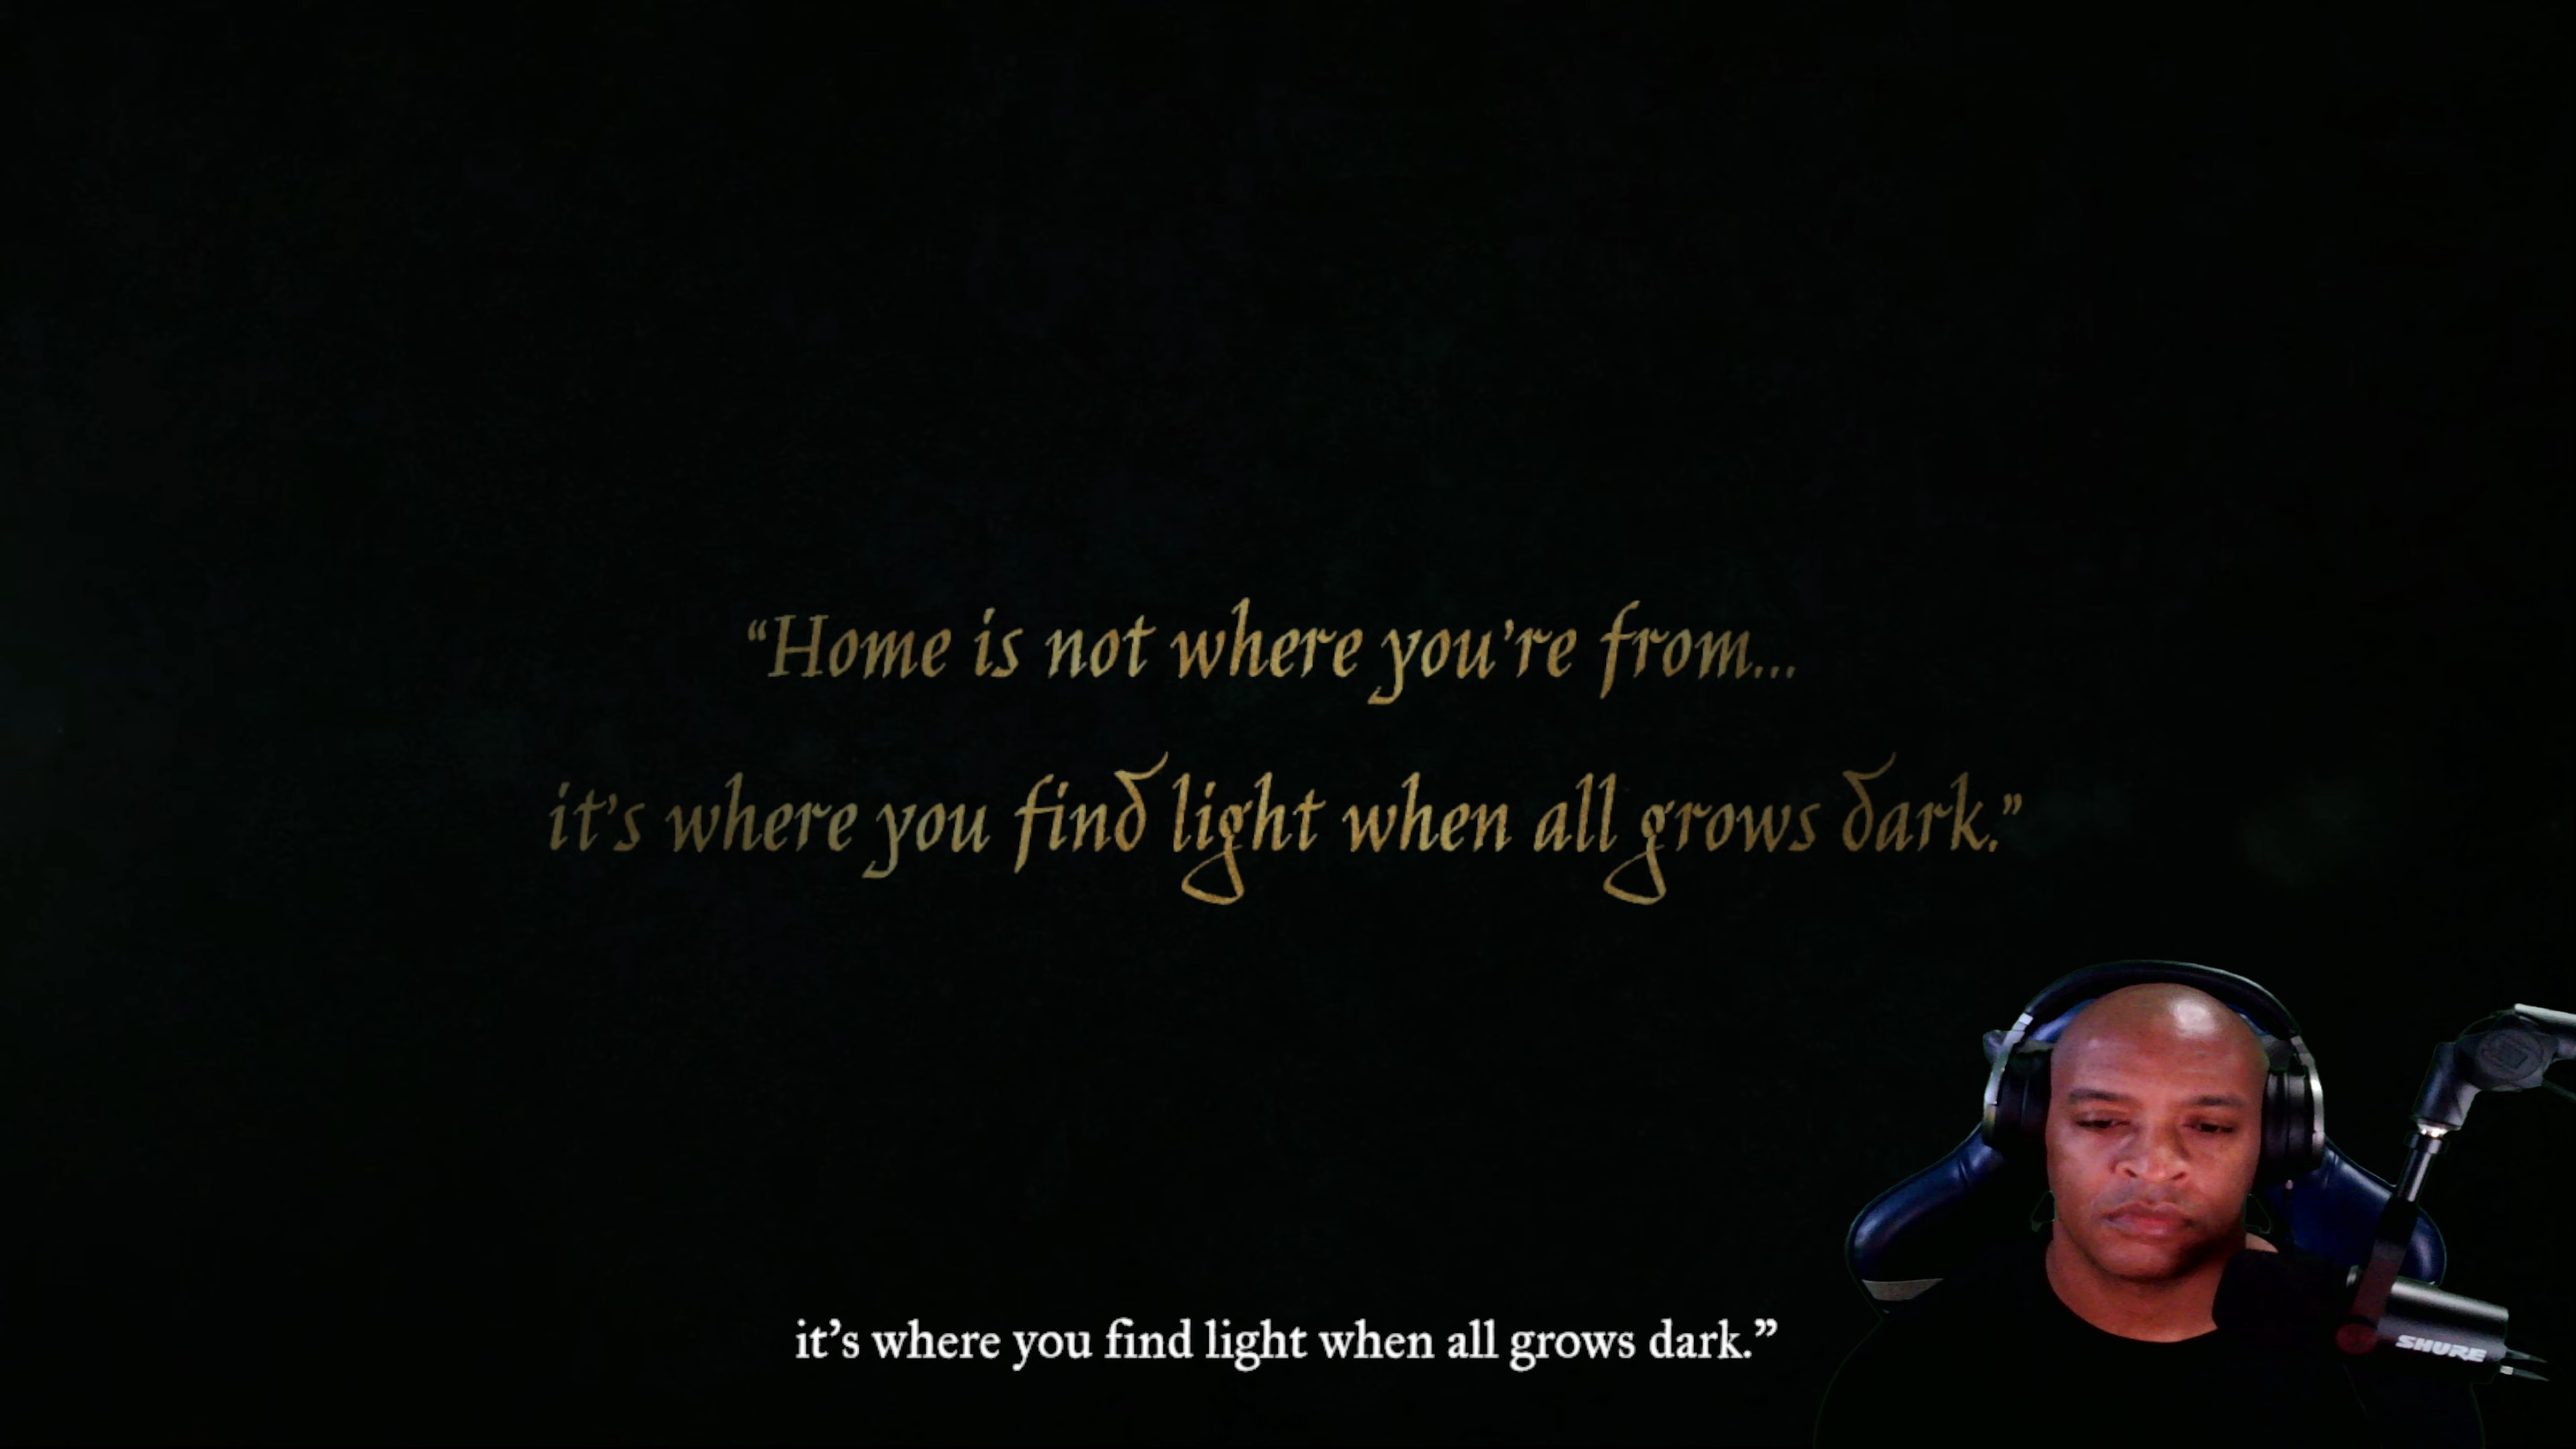 “Home is not where you’re from...
it’s where you find light when all grows dark.”
it’s where you find light when all grows dark.”
SHURE